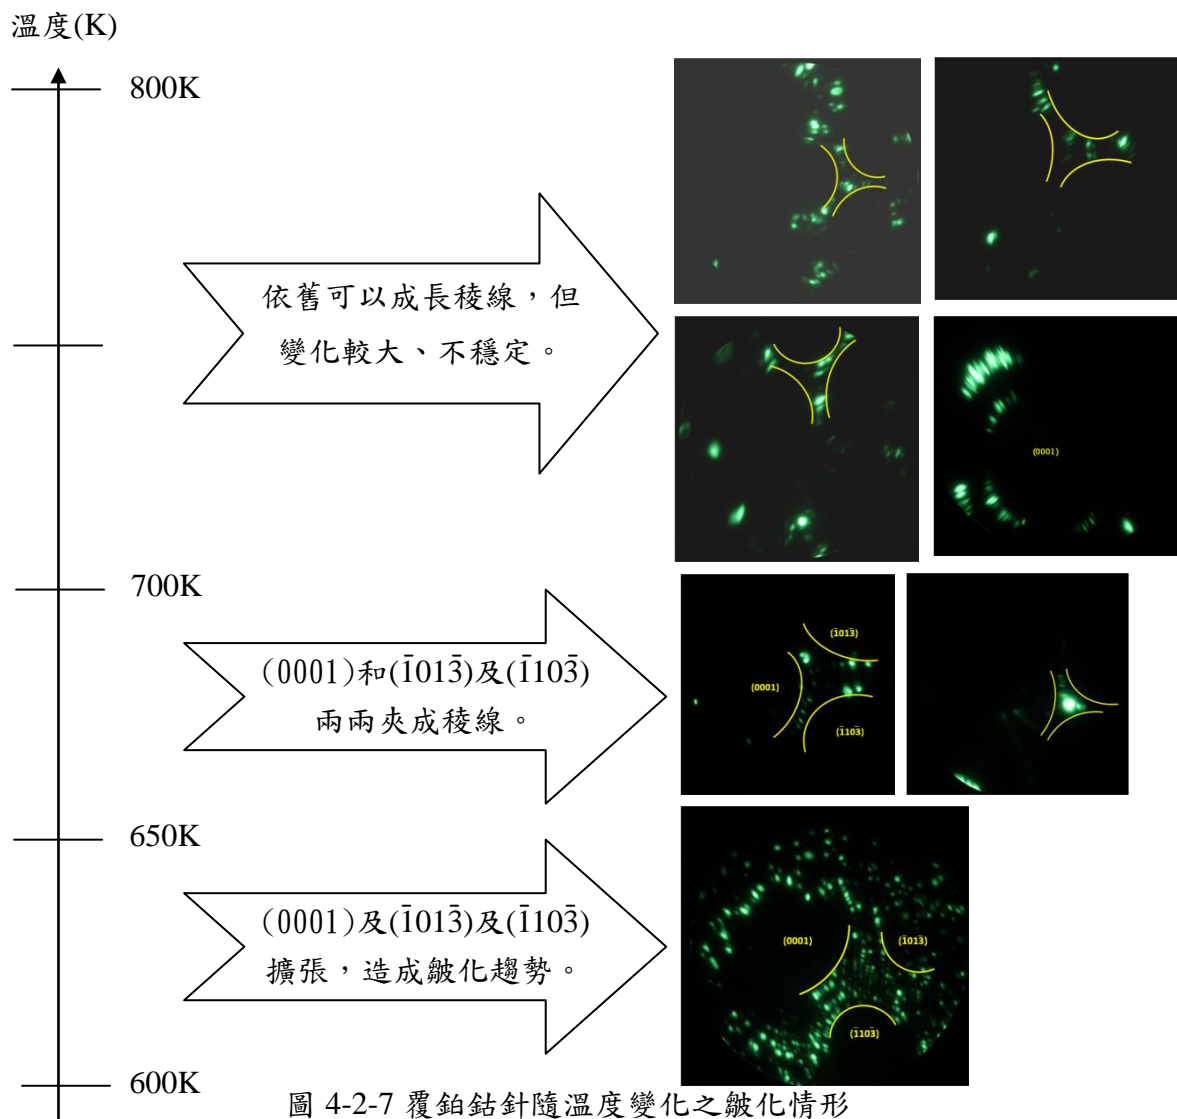 溫度(K)
800K
依舊可以成長稜線，但
變化較大、不穩定。
(0001)
700K
(0001)和(1̄013̄)及(1̄103̄)
兩兩夾成稜線。
(1̄013̄)
(0001)
(1̄103̄)
650K
(0001)及(1̄013̄)及(1̄103̄)
擴張，造成皺化趨勢。
(0001)
(1̄013̄)
(1̄103̄)
600K
圖 4-2-7 覆鉑鈷針隨溫度變化之皺化情形